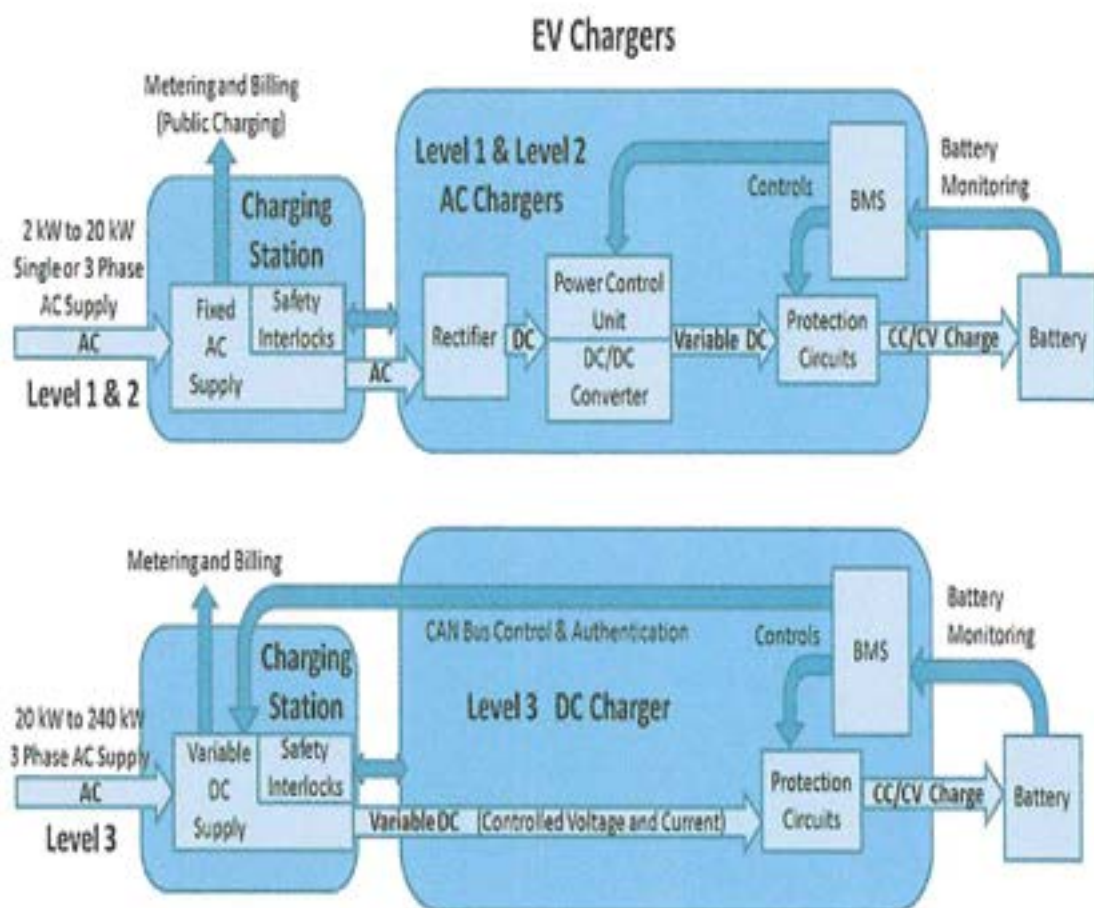 EV Chargers
Metering and Billing
(Public Charging)
Level 1 & Level 2
AC Chargers
Charging
Station
2 kW to 20 kW
Single or 3 Phase
AC Supply
AC
Level 1 & 2
Fixed
AC
Supply
Safety
Interlocks
AC
Rectifier
DC
Power Control
Unit
DC/DC
Converter
Variable DC
Controls
BMS
Protection
Circuits
Battery
Monitoring
CC/CV Charge
Battery
Metering and Billing
CAN Bus Control & Authentication
Charging
Station
Level 3 DC Charger
20 kW to 240 kW
3 Phase AC Supply
AC
Level 3
Variable
DC
Supply
Safety
Interlocks
Variable DC (Controlled Voltage and Current)
Controls
BMS
Protection
Circuits
Battery
Monitoring
CC/CV Charge
Battery